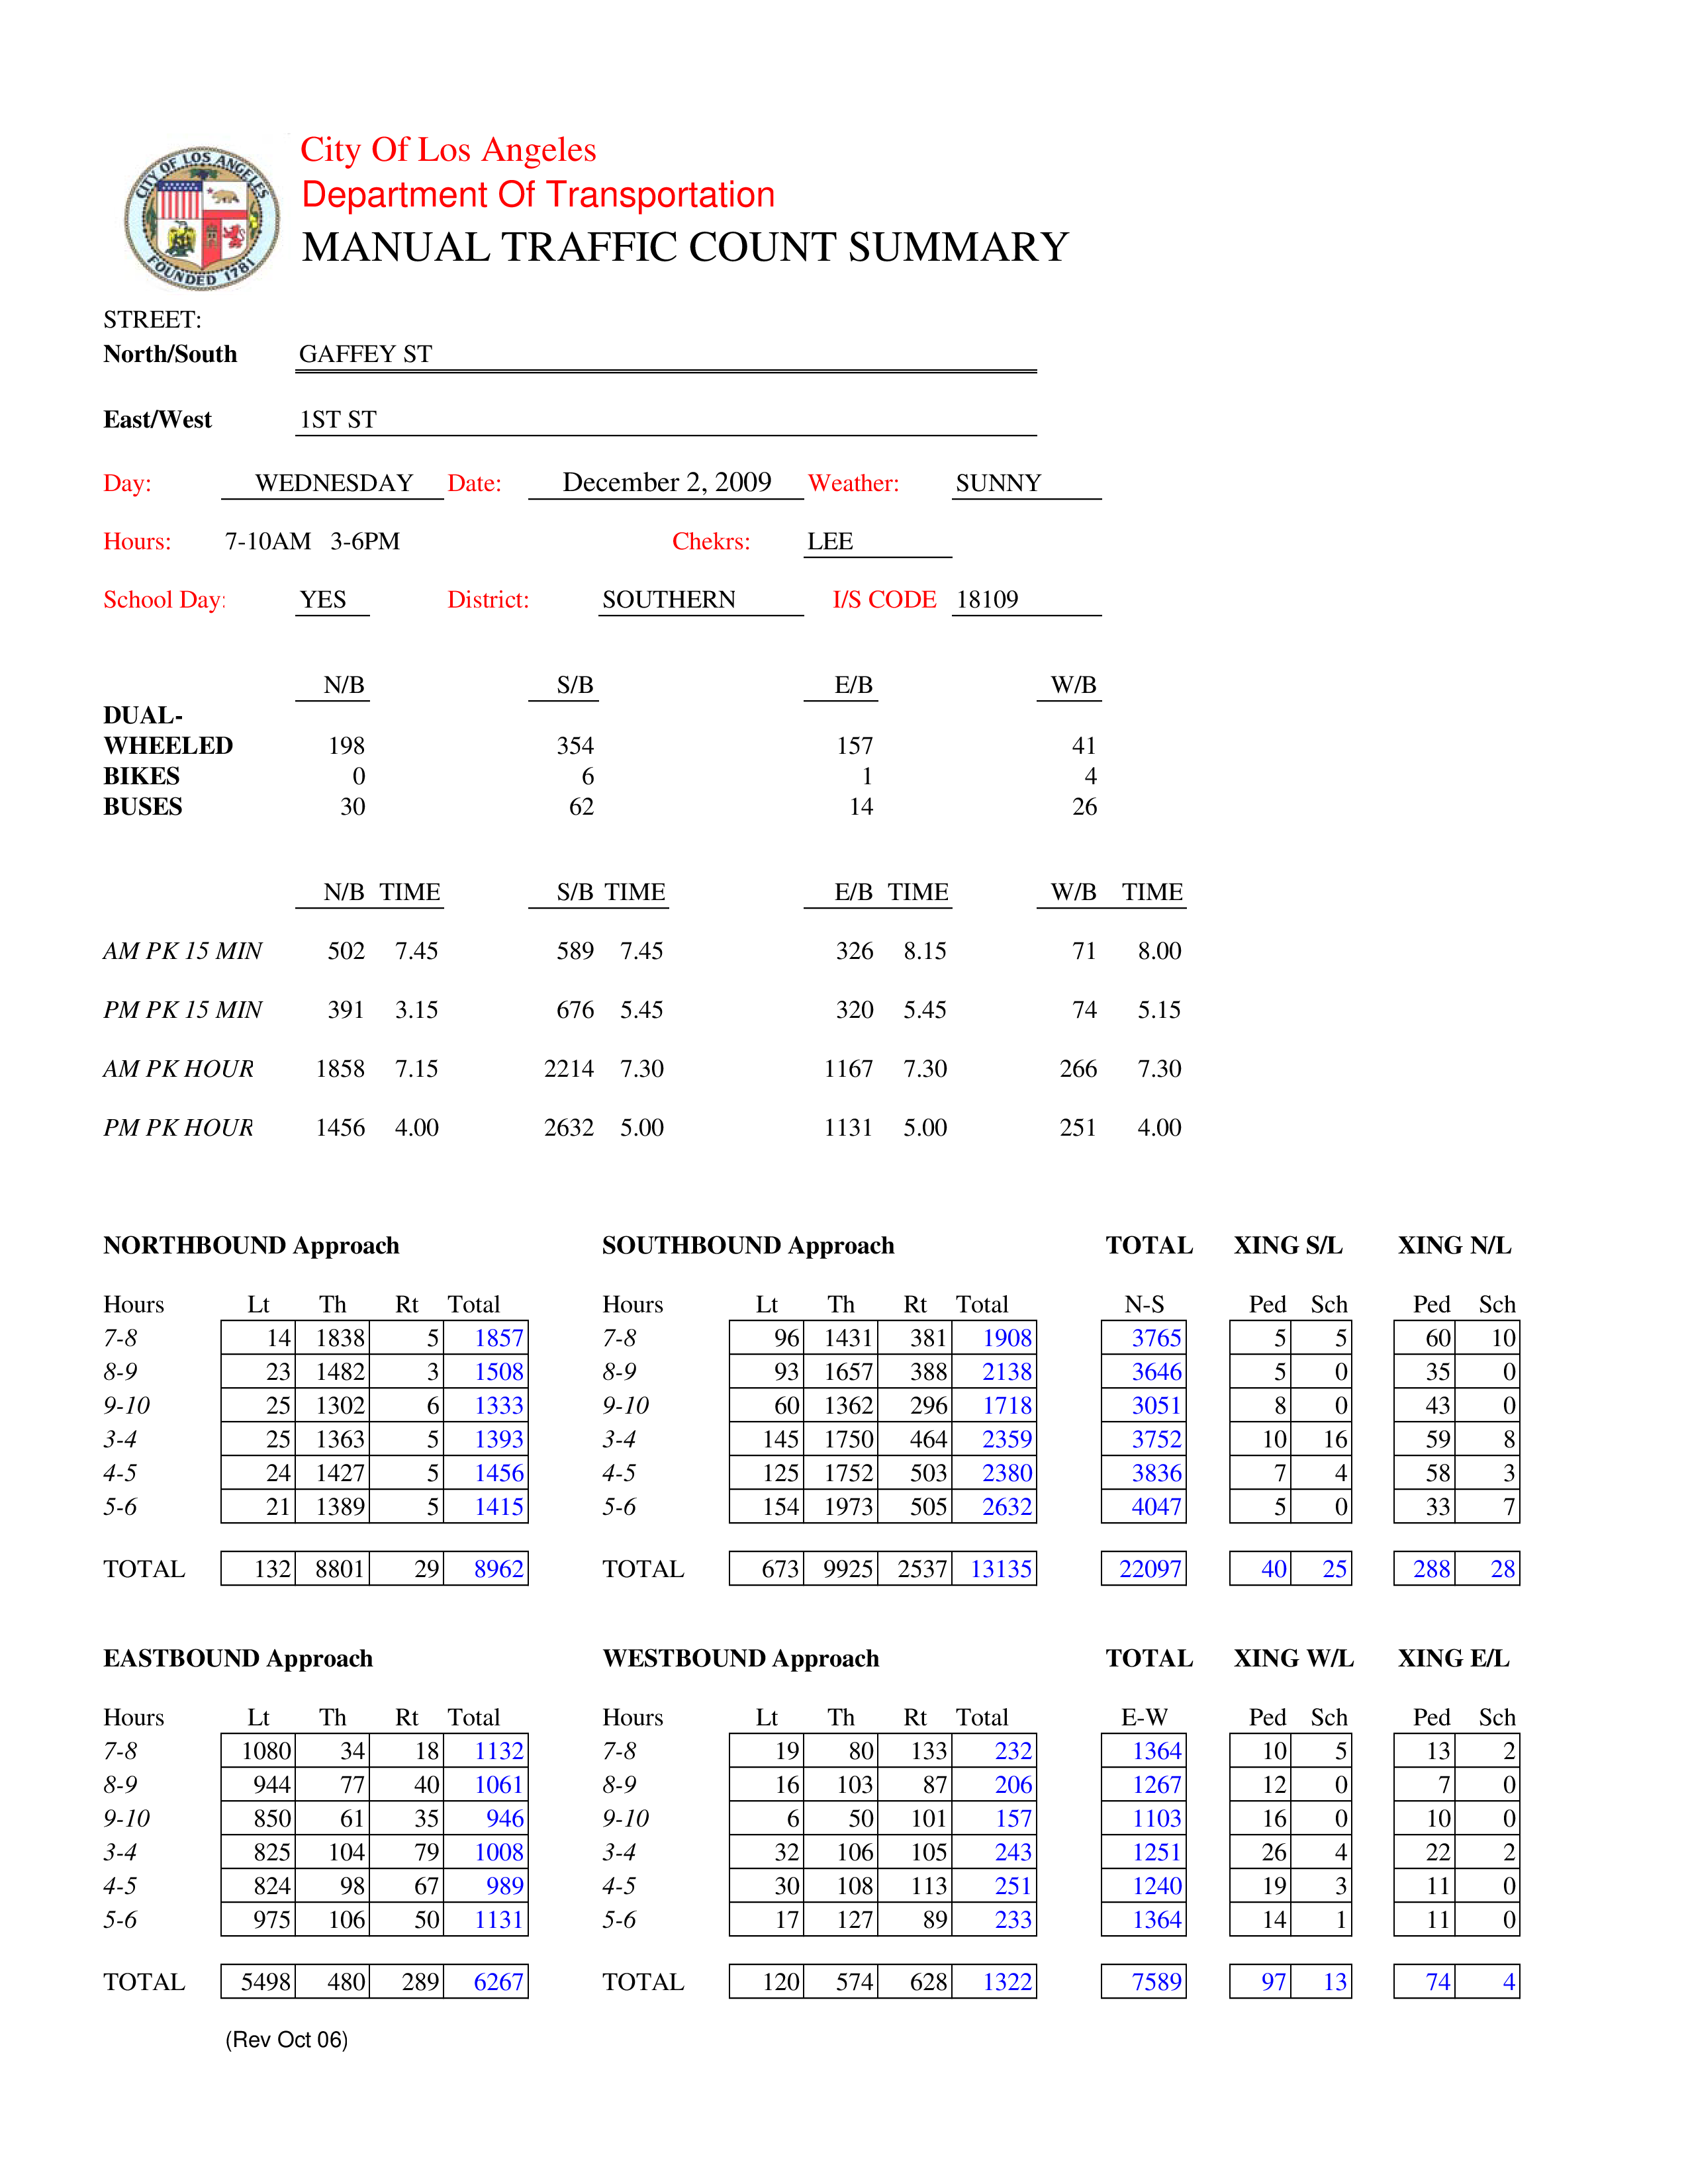 CITY OF LOS ANGELES
FOUNDED 1781
City Of Los Angeles
Department Of Transportation
MANUAL TRAFFIC COUNT SUMMARY
STREET:
North/South GAFFEY ST
East/West 1ST ST
Day: WEDNESDAY Date: December 2, 2009 Weather: SUNNY
Hours: 7-10AM 3-6PM Chekrs: LEE
School Day: YES District: SOUTHERN I/S CODE 18109
N/B S/B E/B W/B
DUAL-
WHEELED 198 354 157 41
BIKES 0 6 1 4
BUSES 30 62 14 26
N/B TIME S/B TIME E/B TIME W/B TIME
AM PK 15 MIN 502 7.45 589 7.45 326 8.15 71 8.00
PM PK 15 MIN 391 3.15 676 5.45 320 5.45 74 5.15
AM PK HOUR 1858 7.15 2214 7.30 1167 7.30 266 7.30
PM PK HOUR 1456 4.00 2632 5.00 1131 5.00 251 4.00
NORTHBOUND Approach SOUTHBOUND Approach TOTAL XING S/L XING N/L
Hours Lt Th Rt Total Hours Lt Th Rt Total N-S Ped Sch Ped Sch
7-8 14 1838 5 1857 7-8 96 1431 381 1908 3765 5 5 60 10
8-9 23 1482 3 1508 8-9 93 1657 388 2138 3646 5 0 35 0
9-10 25 1302 6 1333 9-10 60 1362 296 1718 3051 8 0 43 0
3-4 25 1363 5 1393 3-4 145 1750 464 2359 3752 10 16 59 8
4-5 24 1427 5 1456 4-5 125 1752 503 2380 3836 7 4 58 3
5-6 21 1389 5 1415 5-6 154 1973 505 2632 4047 5 0 33 7
TOTAL 132 8801 29 8962 TOTAL 673 9925 2537 13135 22097 40 25 288 28
EASTBOUND Approach WESTBOUND Approach TOTAL XING W/L XING E/L
Hours Lt Th Rt Total Hours Lt Th Rt Total E-W Ped Sch Ped Sch
7-8 1080 34 18 1132 7-8 19 80 133 232 1364 10 5 13 2
8-9 944 77 40 1061 8-9 16 103 87 206 1267 12 0 7 0
9-10 850 61 35 946 9-10 6 50 101 157 1103 16 0 10 0
3-4 825 104 79 1008 3-4 32 106 105 243 1251 26 4 22 2
4-5 824 98 67 989 4-5 30 108 113 251 1240 19 3 11 0
5-6 975 106 50 1131 5-6 17 127 89 233 1364 14 1 11 0
TOTAL 5498 480 289 6267 TOTAL 120 574 628 1322 7589 97 13 74 4
(Rev Oct 06)